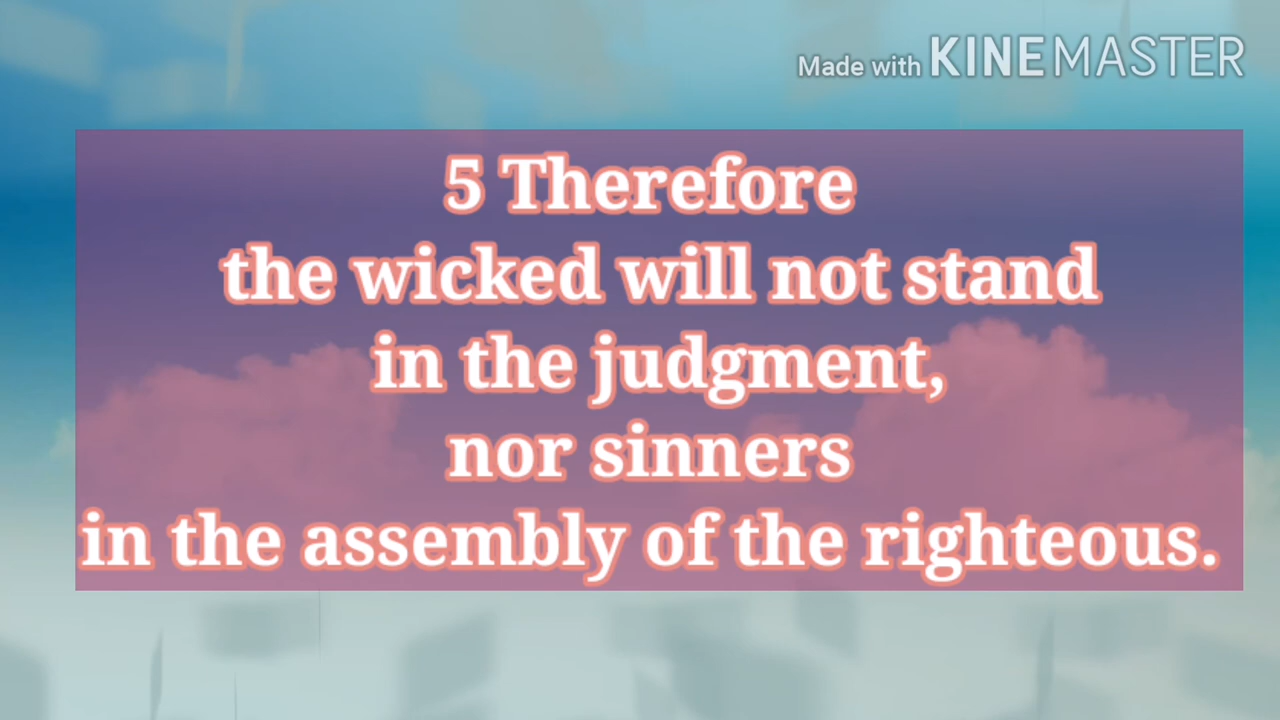 Made with KINEMASTER
5 Therefore
the wicked will not stand
in the judgment,
nor sinners
in the assembly of the righteous.